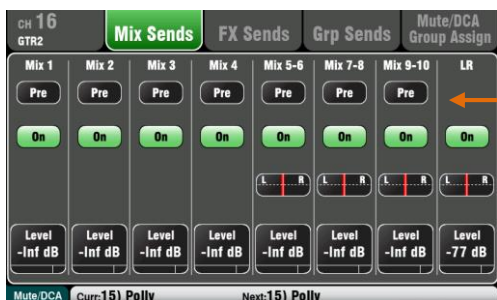 CH 16 Mix Sends FX Sends Grp Sends Mute/DCA
GTR2 Group Assign
Mix 1 Mix 2 Mix 3 Mix 4 Mix 5-6 Mix 7-8 Mix 9-10 LR
Pre Pre Pre Pre Pre Pre Pre
On On On On On On On On
L R L R L R L R
Level Level Level Level Level Level Level Level
-Inf dB -Inf dB -Inf dB -Inf dB -Inf dB -Inf dB -Inf dB -77 dB
Mute/DCA Curr:15) Polly Next:15) Polly